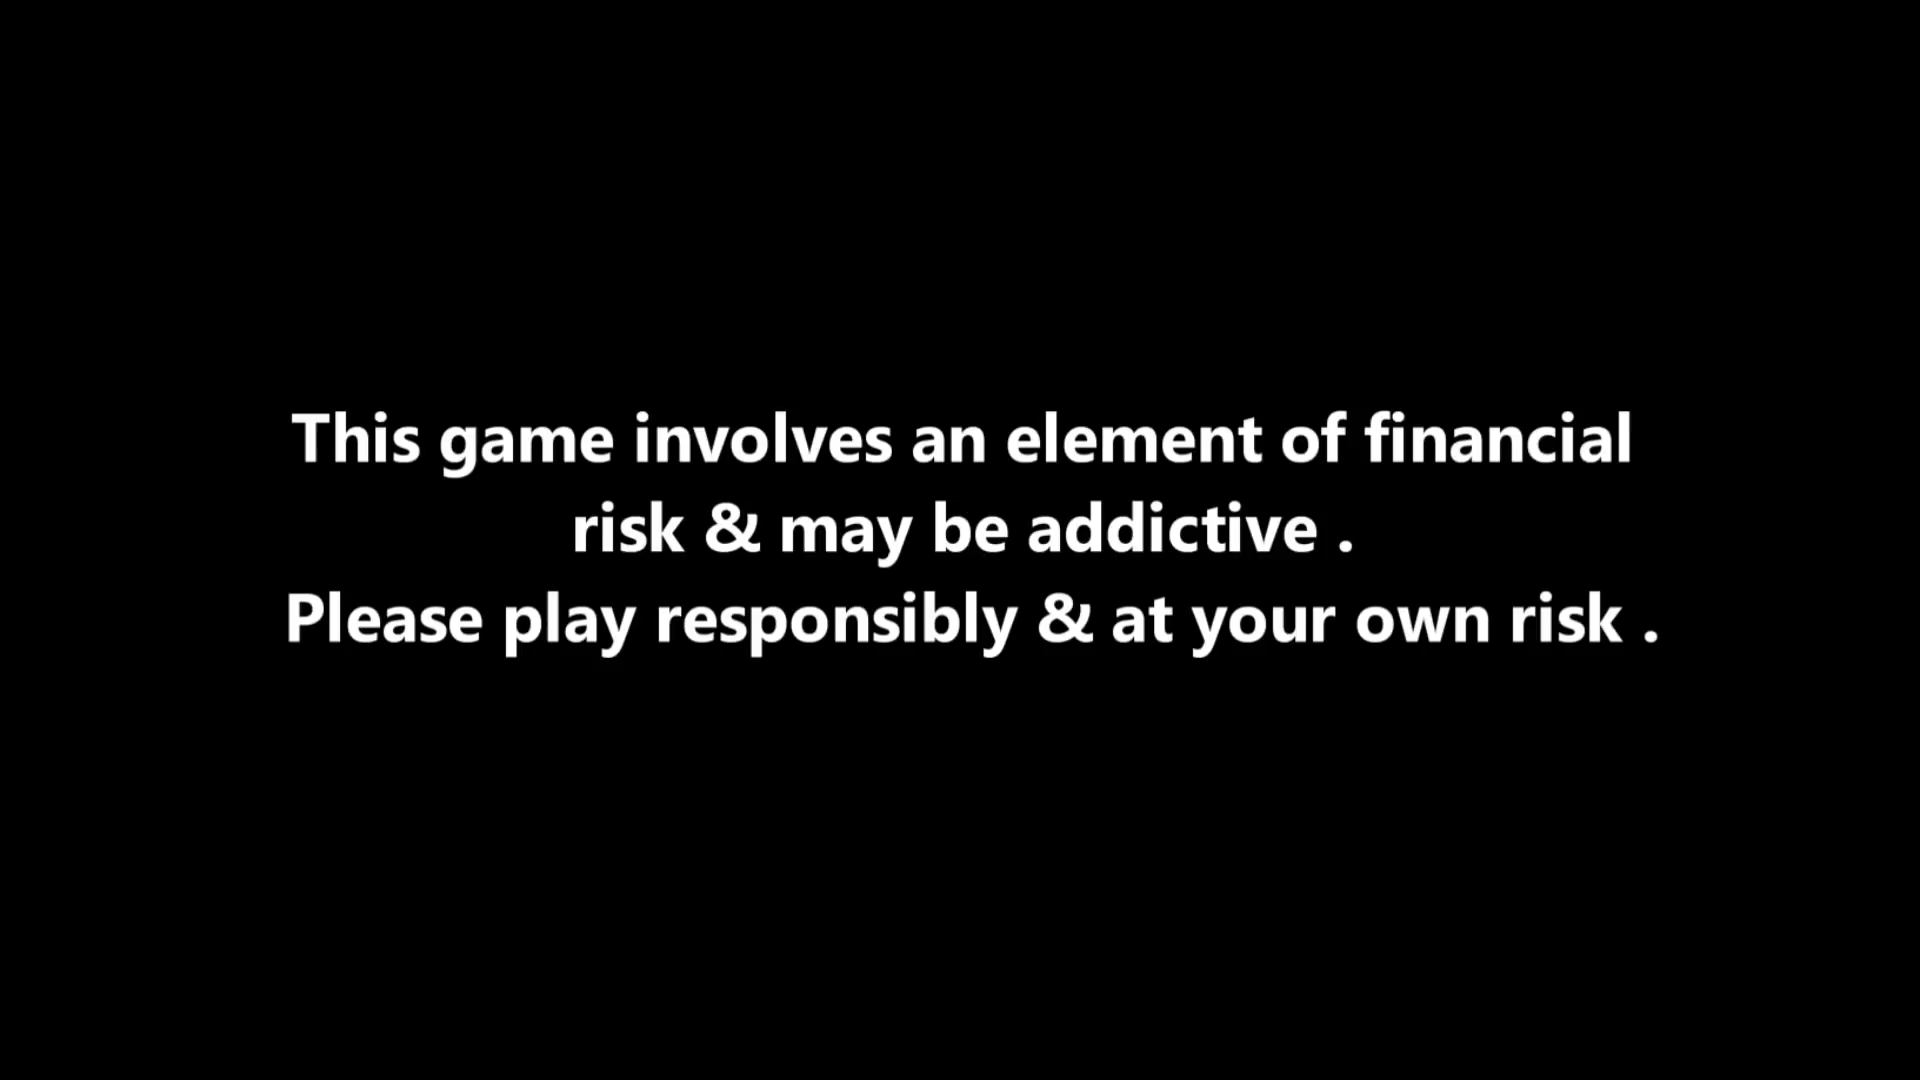 This game involves an element of financial
risk & may be addictive .
Please play responsibly & at your own risk .